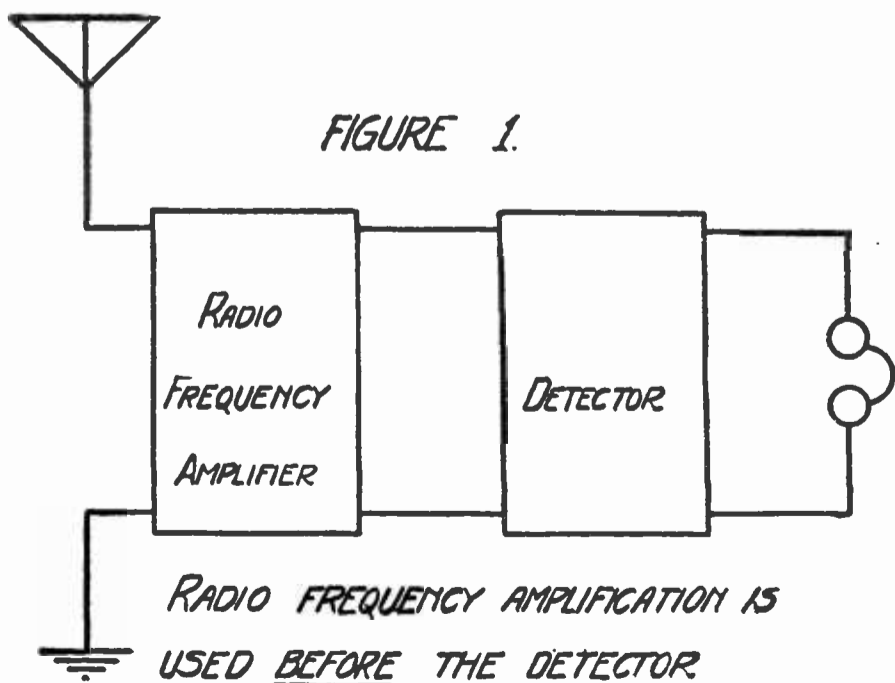 FIGURE 1.
RADIO
FREQUENCY
AMPLIFIER
DETECTOR
RADIO FREQUENCY AMPLIFICATION IS
USED BEFORE THE DETECTOR